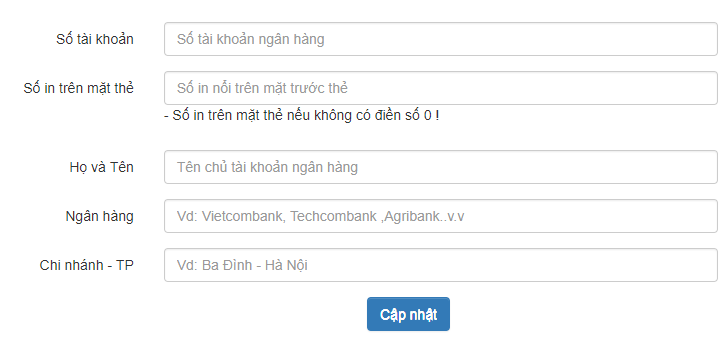 Số tài khoản Số tài khoản ngân hàng
Số in trên mặt thẻ Số in nổi trên mặt trước thẻ
- Số in trên mặt thẻ nếu không có điền số 0 !
Họ và Tên Tên chủ tài khoản ngân hàng
Ngân hàng Vd: Vietcombank, Techcombank ,Agribank..v.v
Chi nhánh - TP Vd: Ba Đình - Hà Nội
Cập nhật